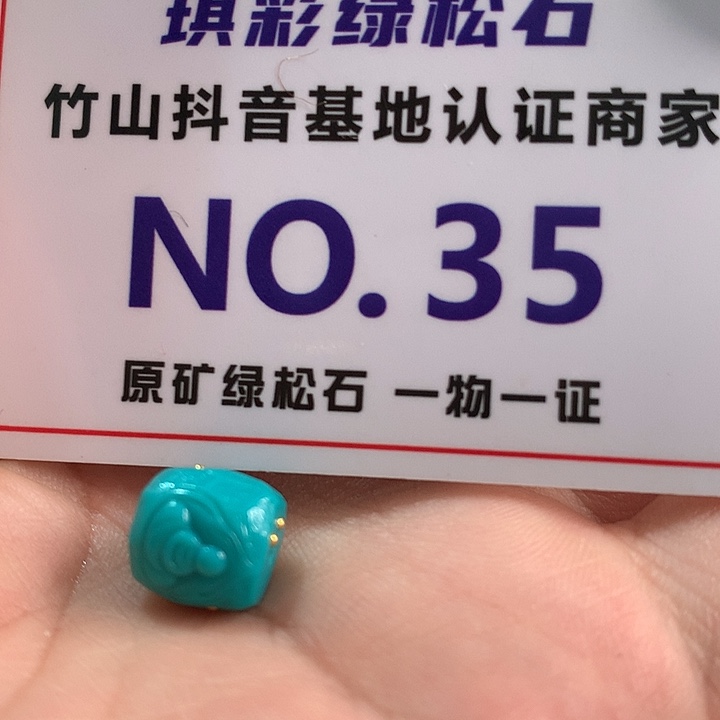 琪彩绿松石
竹山抖音基地认证商家
NO.35
原矿绿松石 一物一证